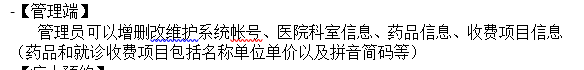 -【管理端】
管理员可以增删改维护系统帐号、医院科室信息、药品信息、收费项目信息
（药品和就诊收费项目包括名称单位单价以及拼音简码等）